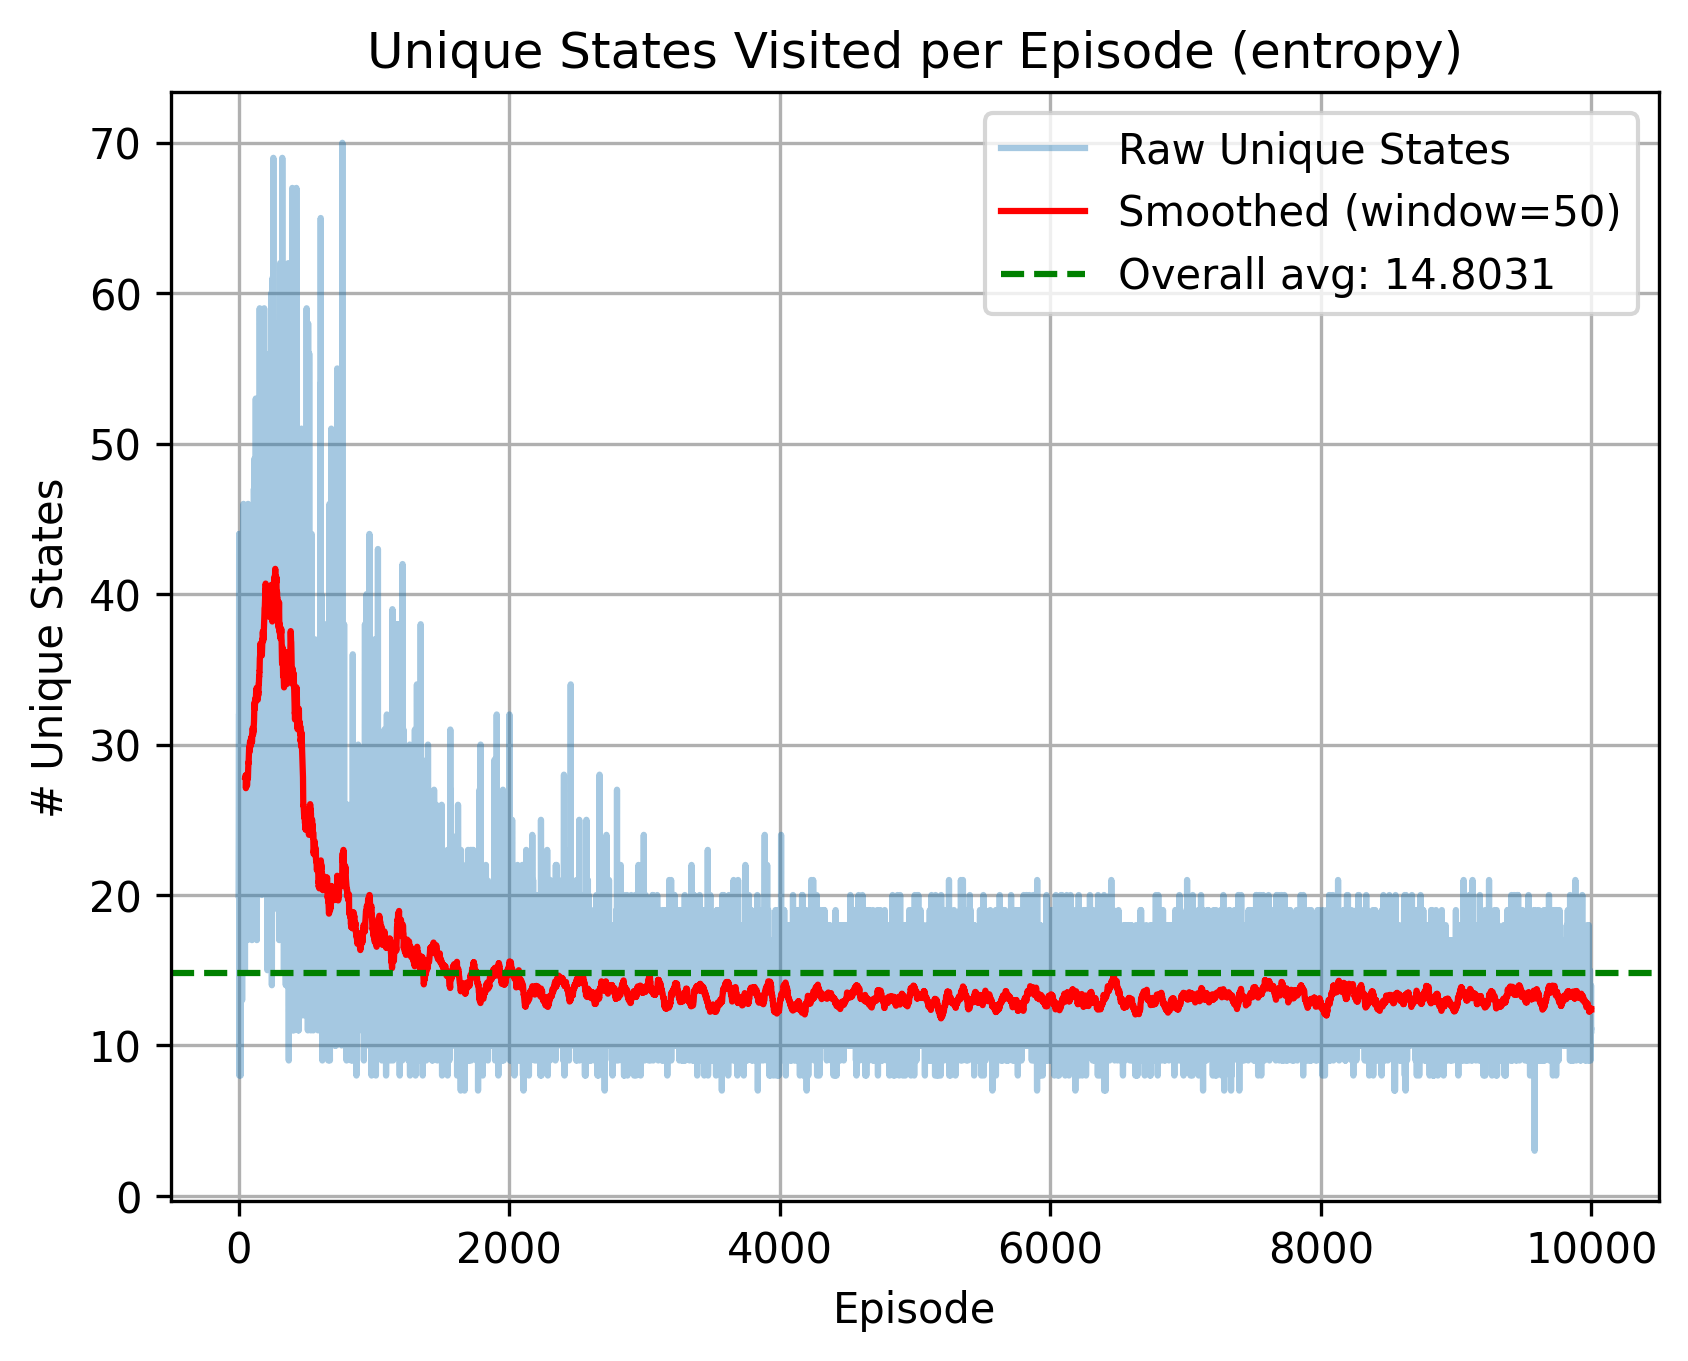 Unique States Visited per Episode (entropy)
Raw Unique States
Smoothed (window=50)
Overall avg: 14.8031
# Unique States
70
60
50
40
30
20
10
0
0 2000 4000 6000 8000 10000
Episode